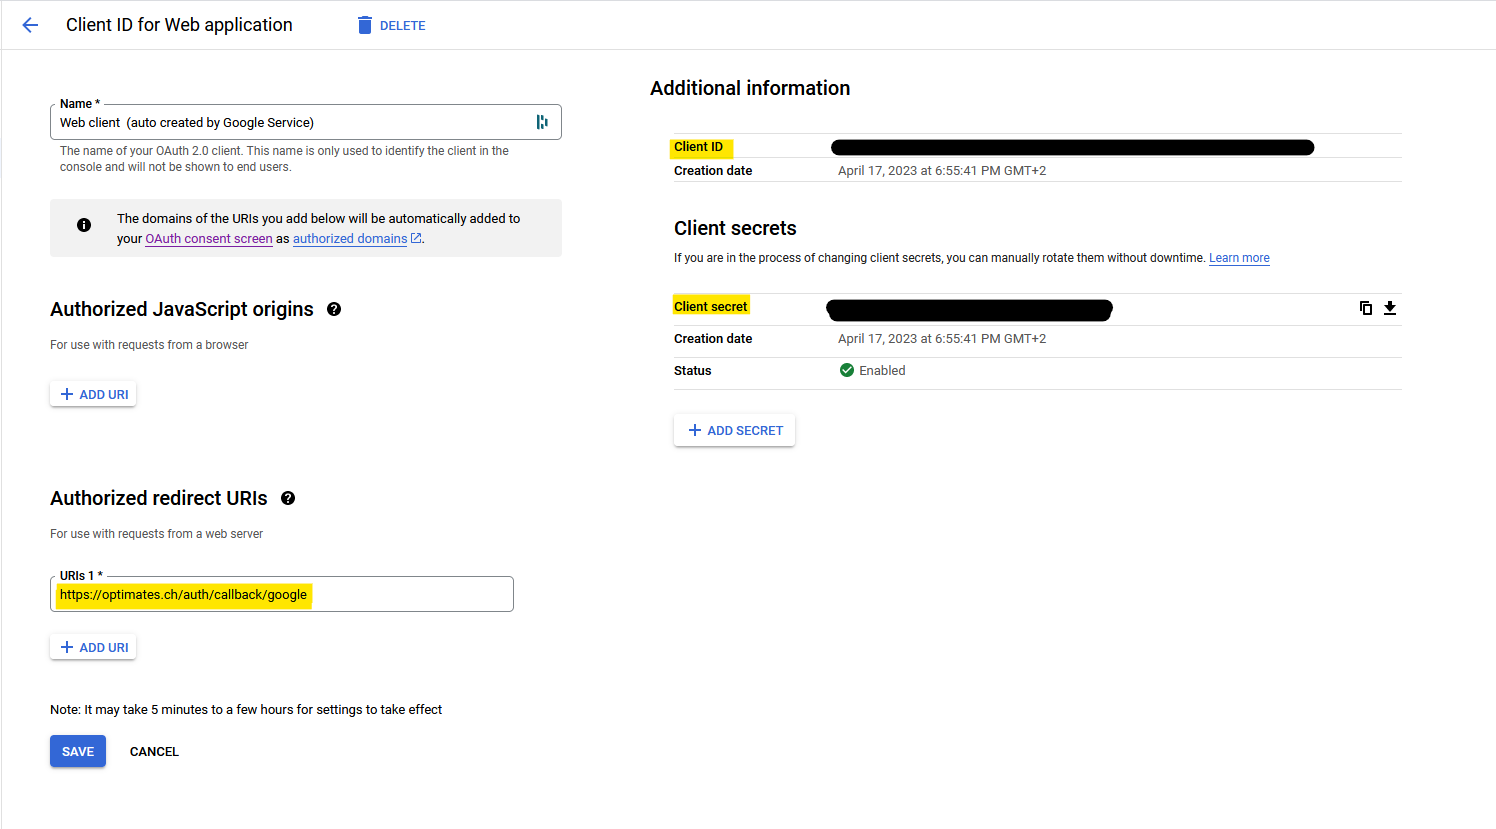 Client ID for Web application
DELETE
Name *
Web client (auto created by Google Service)
The name of your OAuth 2.0 client. This name is only used to identify the client in the
console and will not be shown to end users.
The domains of the URIs you add below will be automatically added to
your OAuth consent screen as authorized domains.
Authorized JavaScript origins
For use with requests from a browser
+ ADD URI
Authorized redirect URIs
For use with requests from a web server
URIs 1 *
https://optimates.ch/auth/callback/google
+ ADD URI
Note: It may take 5 minutes to a few hours for settings to take effect
SAVE
CANCEL
Additional information
Client ID
Creation date
April 17, 2023 at 6:55:41 PM GMT+2
Client secrets
If you are in the process of changing client secrets, you can manually rotate them without downtime. Learn more
Client secret
Creation date
April 17, 2023 at 6:55:41 PM GMT+2
Status
Enabled
+ ADD SECRET